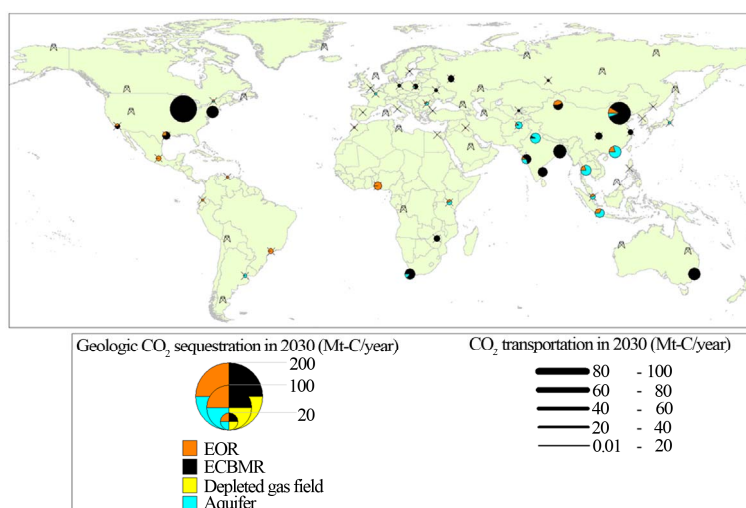 Geologic CO2 sequestration in 2030 (Mt-C/year)
200
100
20
EOR
ECBMR
Depleted gas field
Aquifer
CO2 transportation in 2030 (Mt-C/year)
80 - 100
60 - 80
40 - 60
20 - 40
0.01 - 20